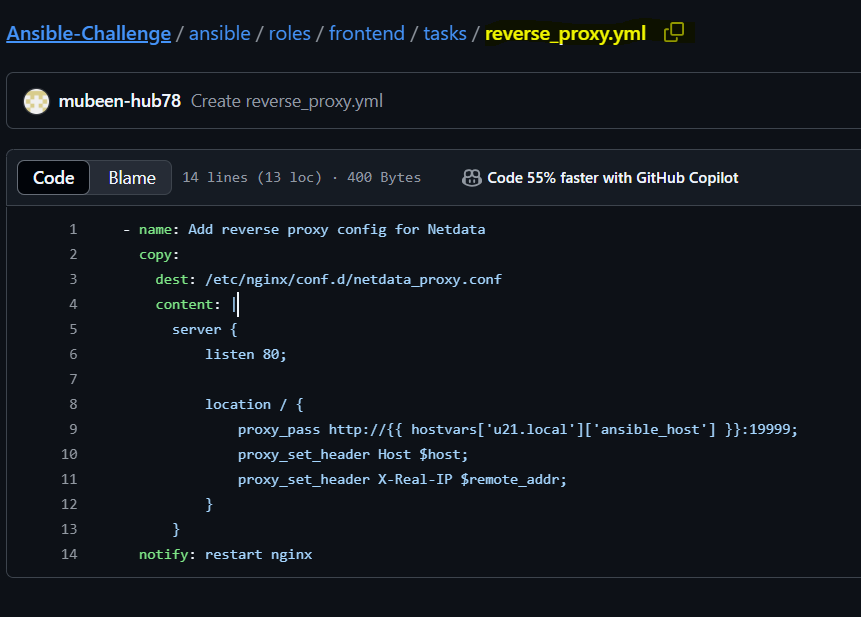 Ansible-Challenge / ansible / roles / frontend / tasks / reverse_proxy.yml
mubeen-hub78 Create reverse_proxy.yml
Code Blame 14 lines (13 loc) · 400 Bytes Code 55% faster with GitHub Copilot
1 - name: Add reverse proxy config for Netdata
2 copy:
3 dest: /etc/nginx/conf.d/netdata_proxy.conf
4 content: |
5 server {
6 listen 80;
7
8 location / {
9 proxy_pass http://{{ hostvars['u21.local']['ansible_host'] }}:19999;
10 proxy_set_header Host $host;
11 proxy_set_header X-Real-IP $remote_addr;
12 }
13 }
14 notify: restart nginx